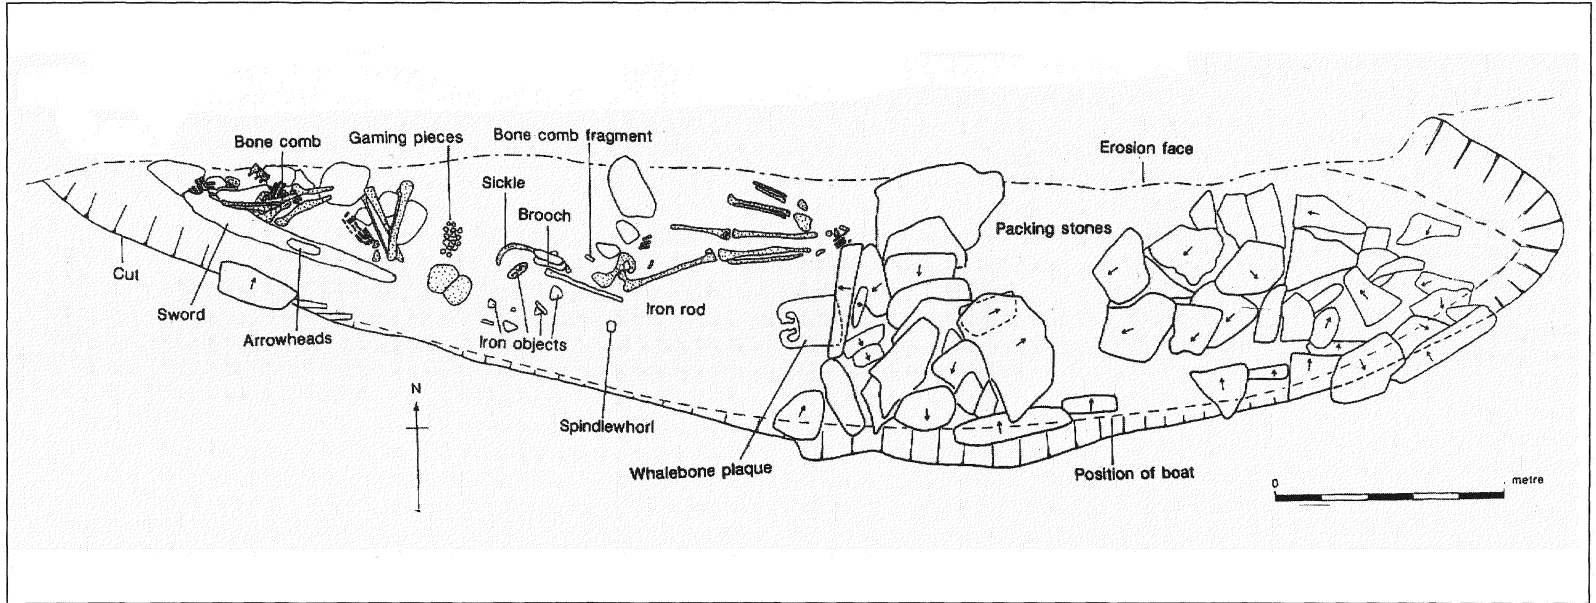 Bone comb
Gaming pieces
Bone comb fragment
Erosion face
Sickle
Brooch
Packing stones
Cut
Sword
Iron rod
Arrowheads
Iron objects
N
Spindlewhorl
Whalebone plaque
Position of boat
0
metre